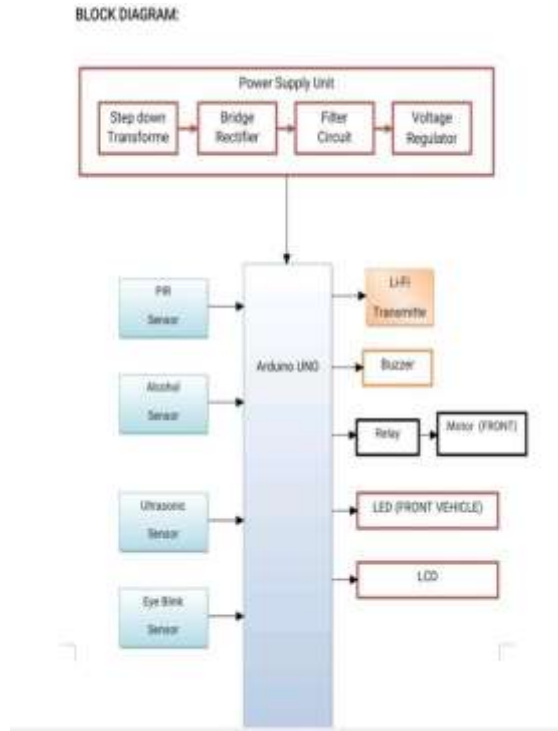 BLOCK DIAGRAM:
Power Supply Unit
Step down
Transforme
Bridge
Rectifier
Filter
Circuit
Voltage
Regulator
PIR
Sensor
Alcohol
Sensor
Ultrasonic
Sensor
Eye Blink
Sensor
Arduino UNO
Li-Fi
Transmitte
Buzzer
Relay
Motor (FRONT)
LED (FRONT VEHICLE)
LCD